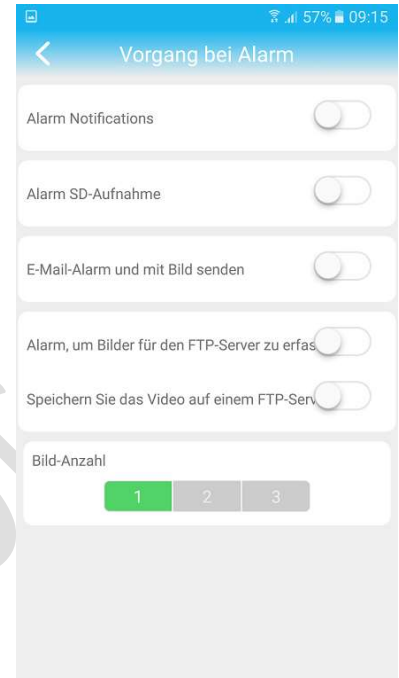 57% 09:15
Vorgang bei Alarm
Alarm Notifications
Alarm SD-Aufnahme
E-Mail-Alarm und mit Bild senden
Alarm, um Bilder für den FTP-Server zu erfas
Speichern Sie das Video auf einem FTP-Serv
Bild-Anzahl
1 2 3